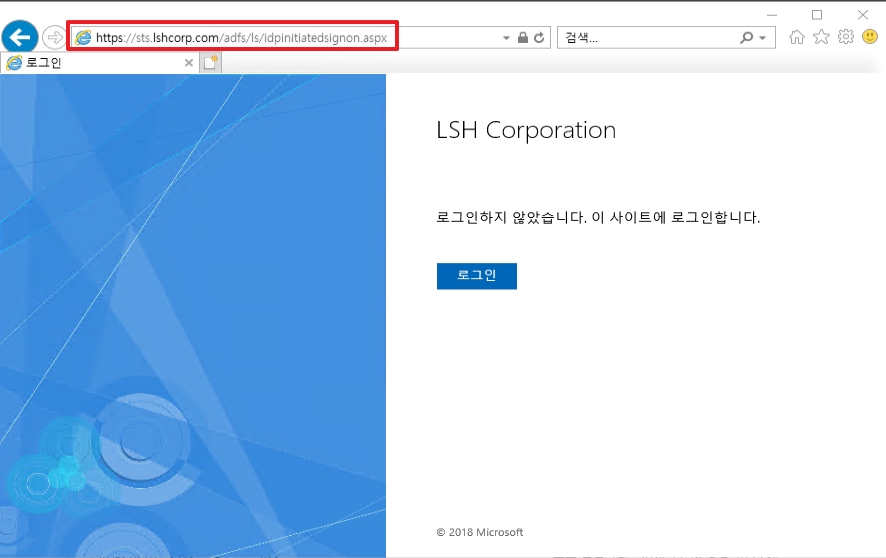 https://sts.lshcorp.com/adfs/ls/idpinitiatedsignon.aspx
검색...
로그인
LSH Corporation
로그인하지 않았습니다. 이 사이트에 로그인합니다.
로그인
© 2018 Microsoft